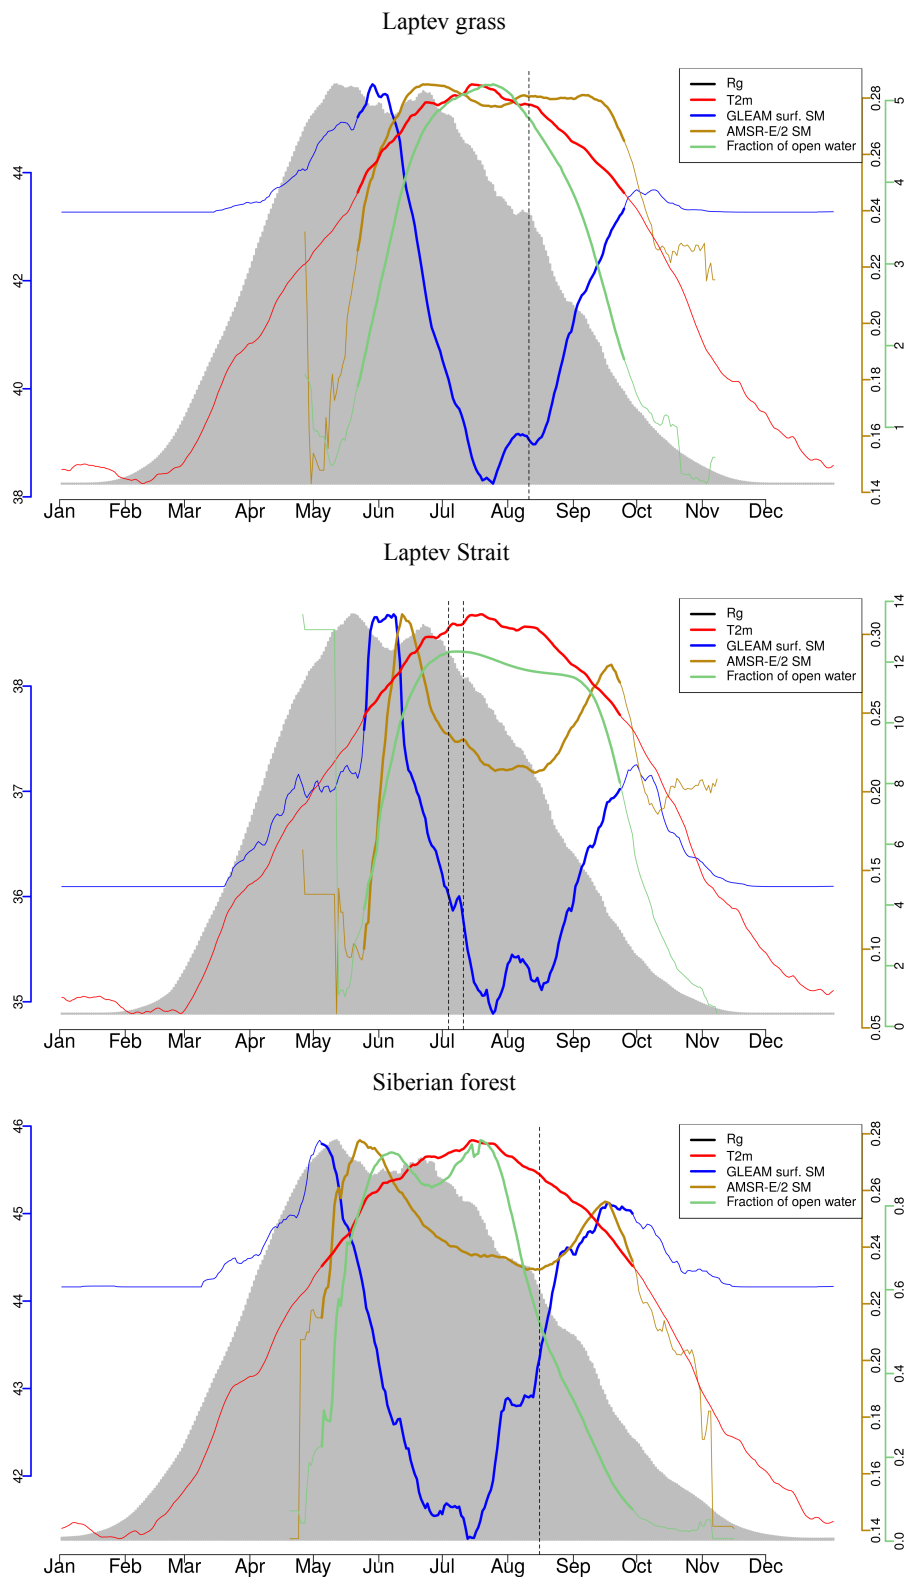 Laptev grass
Rg
T2m
GLEAM surf. SM
AMSR-E/2 SM
Fraction of open water
38 40 42 44
0.14 0.16 0.18 0.20 0.22 0.24 0.26 0.28
1 2 3 4 5
Jan Feb Mar Apr May Jun Jul Aug Sep Oct Nov Dec
Laptev Strait
Rg
T2m
GLEAM surf. SM
AMSR-E/2 SM
Fraction of open water
35 36 37 38
0.05 0.10 0.15 0.20 0.25 0.30
0 2 4 6 8 10 12 14
Jan Feb Mar Apr May Jun Jul Aug Sep Oct Nov Dec
Siberian forest
Rg
T2m
GLEAM surf. SM
AMSR-E/2 SM
Fraction of open water
42 43 44 45 46
0.14 0.16 0.18 0.20 0.22 0.24 0.26 0.28
0.0 0.2 0.4 0.6 0.8
Jan Feb Mar Apr May Jun Jul Aug Sep Oct Nov Dec